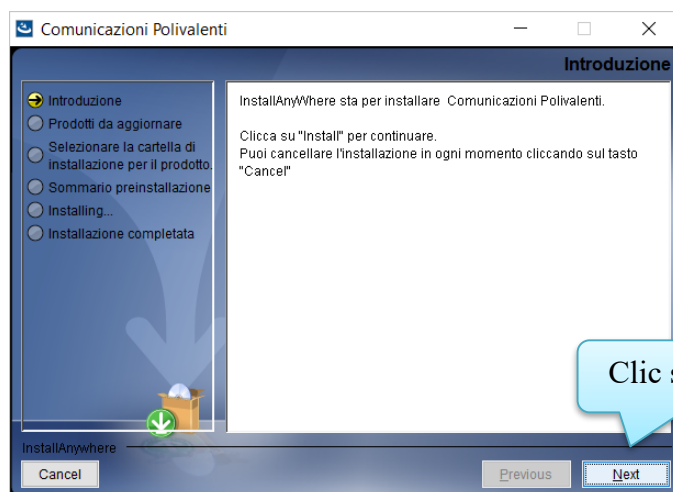 Comunicazioni Polivalenti
Introduzione
Introduzione
Prodotti da aggiornare
Selezionare la cartella di
installazione per il prodotto.
Sommario preinstallazione
Installing...
Installazione completata
InstallAnyWhere sta per installare Comunicazioni Polivalenti.
Clicca su "Install" per continuare.
Puoi cancellare l'installazione in ogni momento cliccando sul tasto
"Cancel"
Clic s
InstallAnywhere
Cancel
Previous
Next